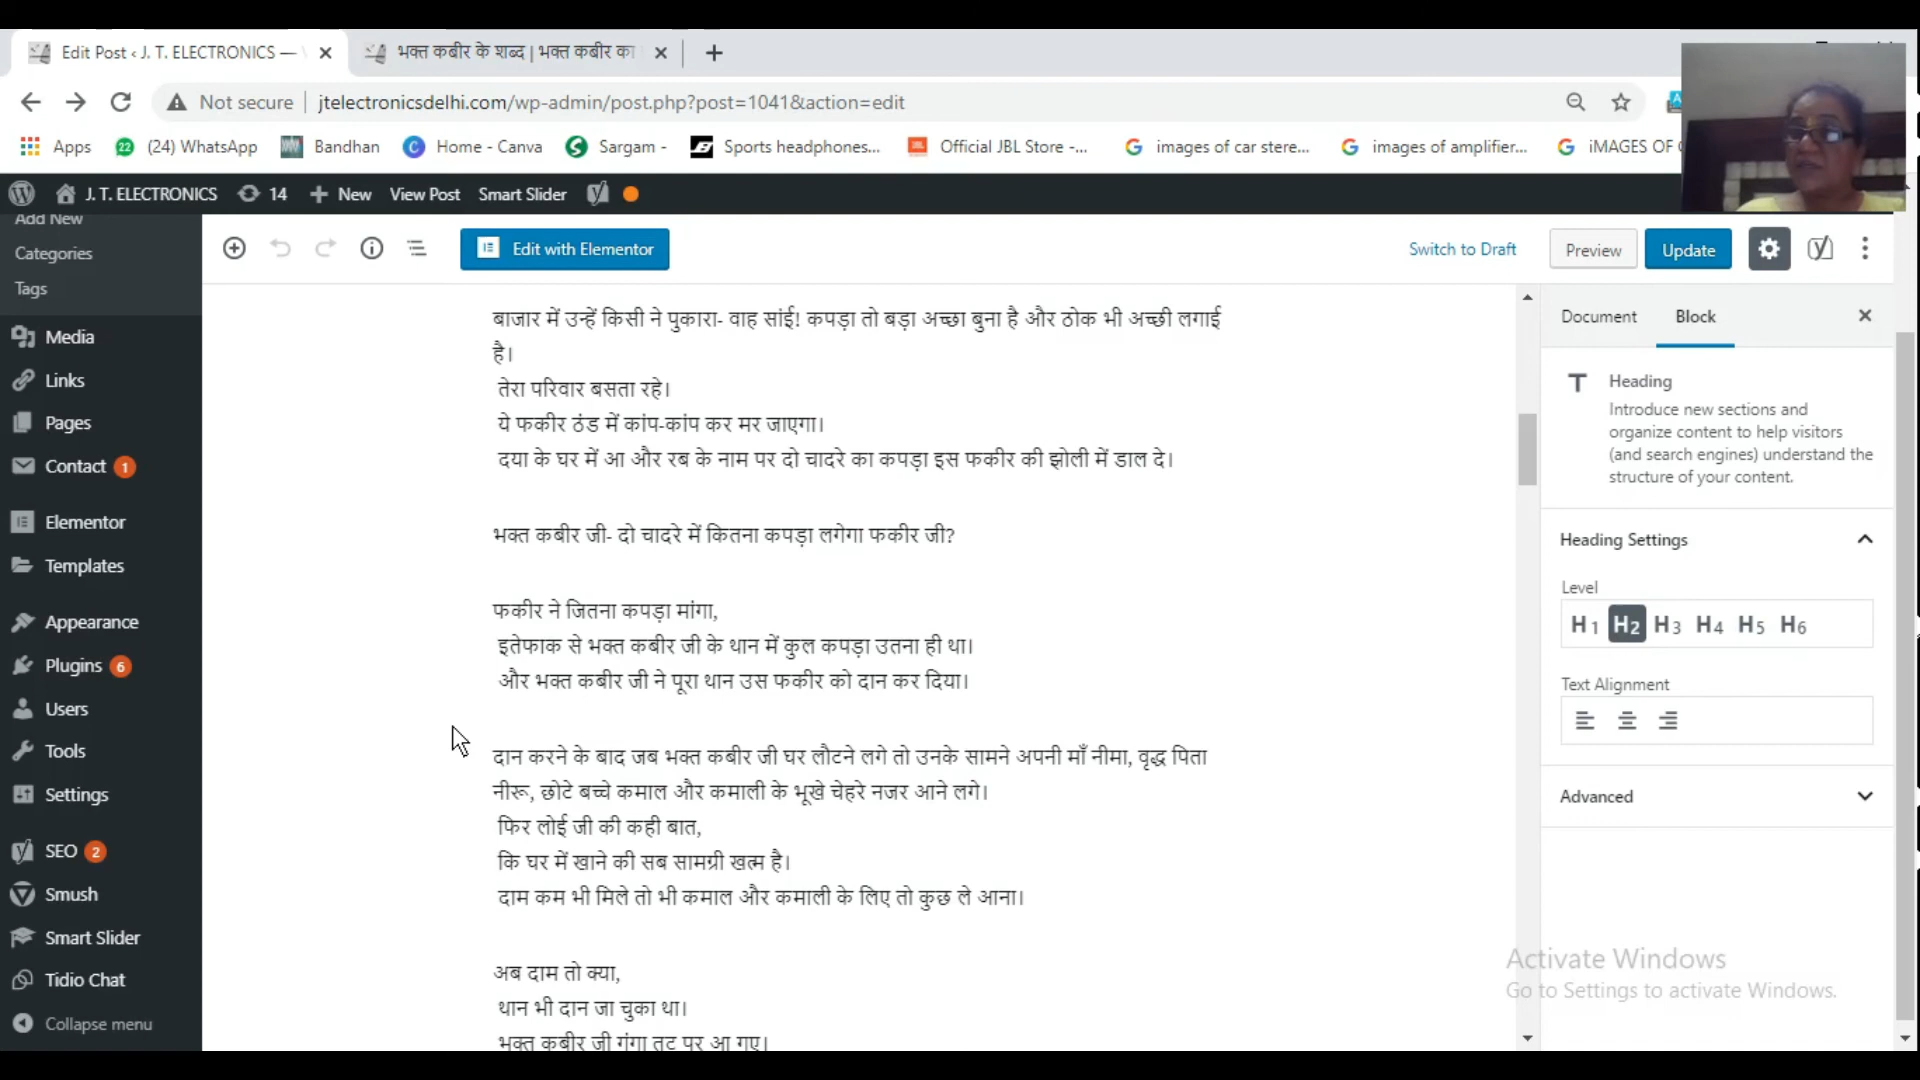 Edit Post ‹ J. T. ELECTRONICS —
भक्त कबीर के शब्द | भक्त कबीर का
Not secure
jtelectronicsdelhi.com/wp-admin/post.php?post=1041&action=edit
Apps
22
(24) WhatsApp
Bandhan
Home - Canva
Sargam -
Sports headphones...
Official JBL Store -...
images of car stere...
images of amplifier...
iMAGES OF
J. T. ELECTRONICS
14
New
View Post
Smart Slider
Add New
Categories
Tags
Media
Links
Pages
Contact 1
Elementor
Templates
Appearance
Plugins 6
Users
Tools
Settings
SEO 2
Smush
Smart Slider
Tidio Chat
Collapse menu
Edit with Elementor
Switch to Draft
Preview
Update
बाजार में उन्हें किसी ने पुकारा- वाह सांई! कपड़ा तो बड़ा अच्छा बुना है और ठोक भी अच्छी लगाई
है।
तेरा परिवार बसता रहे।
ये फकीर ठंड में कांप-कांप कर मर जाएगा।
दया के घर में आ और रब के नाम पर दो चादरे का कपड़ा इस फकीर की झोली में डाल दे।
भक्त कबीर जी- दो चादरे में कितना कपड़ा लगेगा फकीर जी?
फकीर ने जितना कपड़ा मांगा,
इतेफाक से भक्त कबीर जी के थान में कुल कपड़ा उतना ही था।
और भक्त कबीर जी ने पूरा थान उस फकीर को दान कर दिया।
दान करने के बाद जब भक्त कबीर जी घर लौटने लगे तो उनके सामने अपनी माँ नीमा, वृद्ध पिता
नीरू, छोटे बच्चे कमाल और कमाली के भूखे चेहरे नजर आने लगे।
फिर लोई जी की कही बात,
कि घर में खाने की सब सामग्री खत्म है।
दाम कम भी मिले तो भी कमाल और कमाली के लिए तो कुछ ले आना।
अब दाम तो क्या,
थान भी दान जा चुका था।
भक्त कबीर जी गंगा तट पर आ गए।
Document
Block
Heading
Introduce new sections and
organize content to help visitors
(and search engines) understand the
structure of your content.
Heading Settings
Level
H1 H2 H3 H4 H5 H6
Text Alignment
Advanced
Activate Windows
Go to Settings to activate Windows.